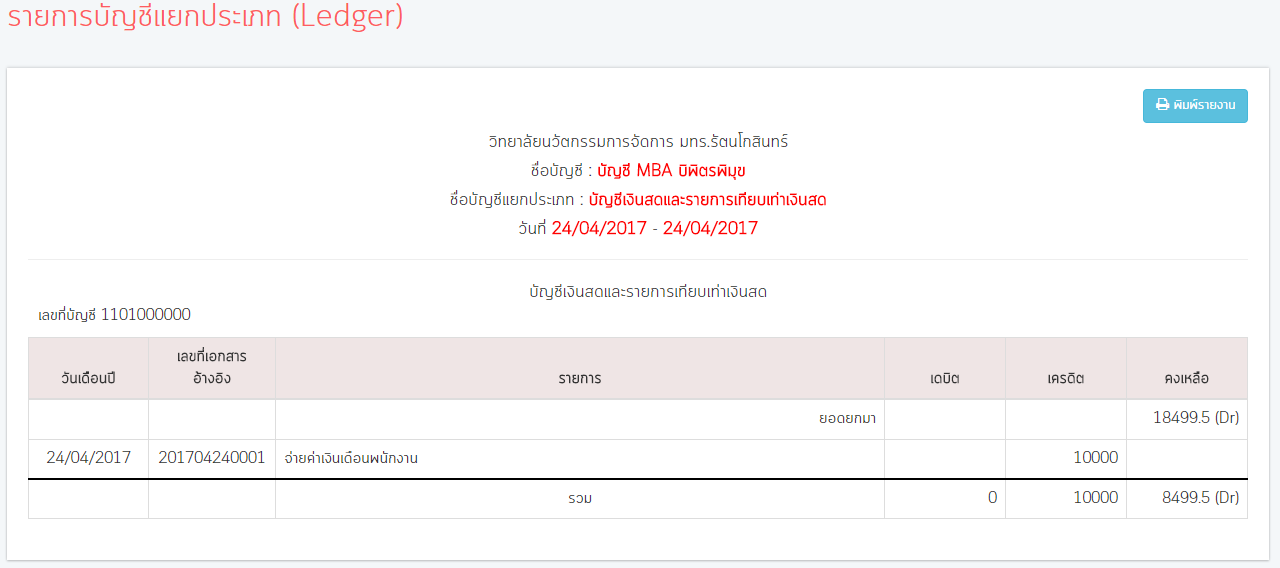 รายการบัญชีแยกประเภท (Ledger)
พิมพ์รายงาน
วิทยาลัยนวัตกรรมการจัดการ มทร.รัตนโกสินทร์
ชื่อบัญชี : บัญชี MBA บิพิตรพิมุข
ชื่อบัญชีแยกประเภท : บัญชีเงินสดและรายการเทียบเท่าเงินสด
วันที่ 24/04/2017 - 24/04/2017
บัญชีเงินสดและรายการเทียบเท่าเงินสด
เลขที่บัญชี 1101000000
วันเดือนปี เลขที่เอกสารอ้างอิง รายการ เดบิต เครดิต คงเหลือ
ยอดยกมา 18499.5 (Dr)
24/04/2017 201704240001 จ่ายค่าเงินเดือนพนักงาน 10000
รวม 0 10000 8499.5 (Dr)